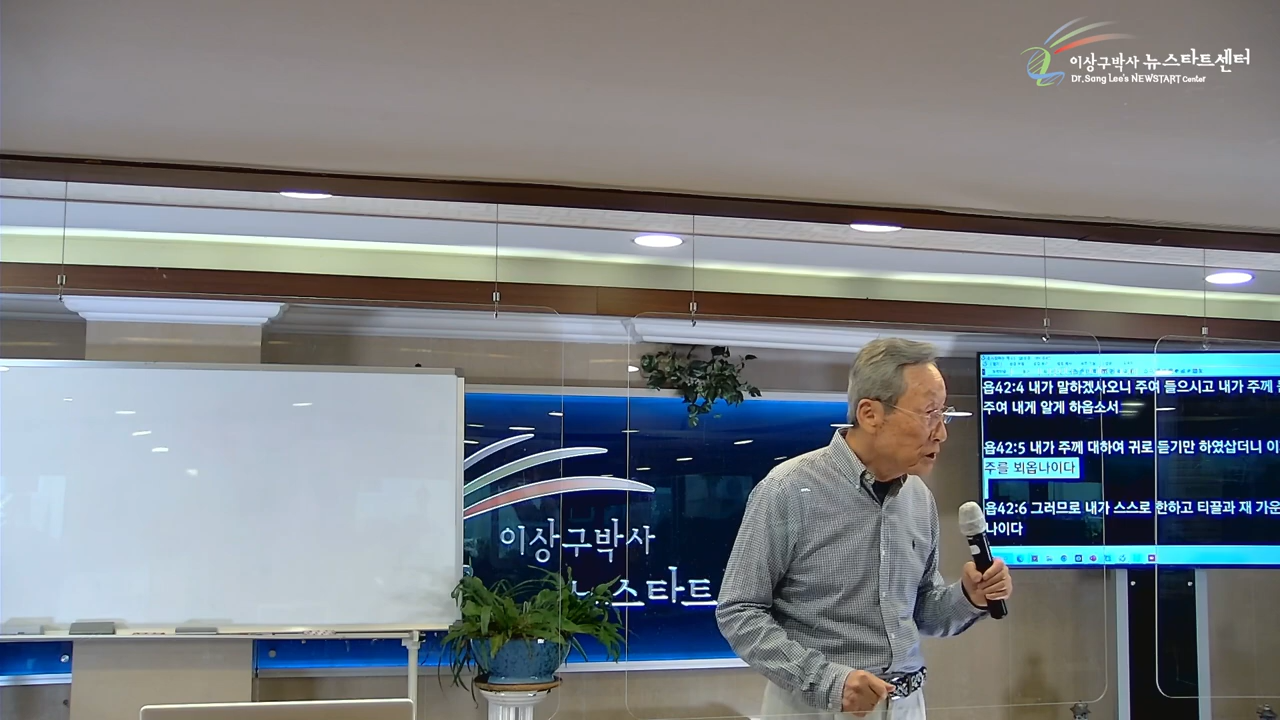 이상구박사 뉴스타트센터
Dr. Sang Lee's NEWSTART Center
욥42:4 내가 말하겠사오니 주여 들으시고 내가 주께
주여 내게 알게 하옵소서
욥42:5 내가 주께 대하여 귀로 듣기만 하였삽더니
주를 뵈옵나이다
욥42:6 그러므로 내가 스스로 한하고 티끌과 재
나이다
이상구박사
뉴스타트